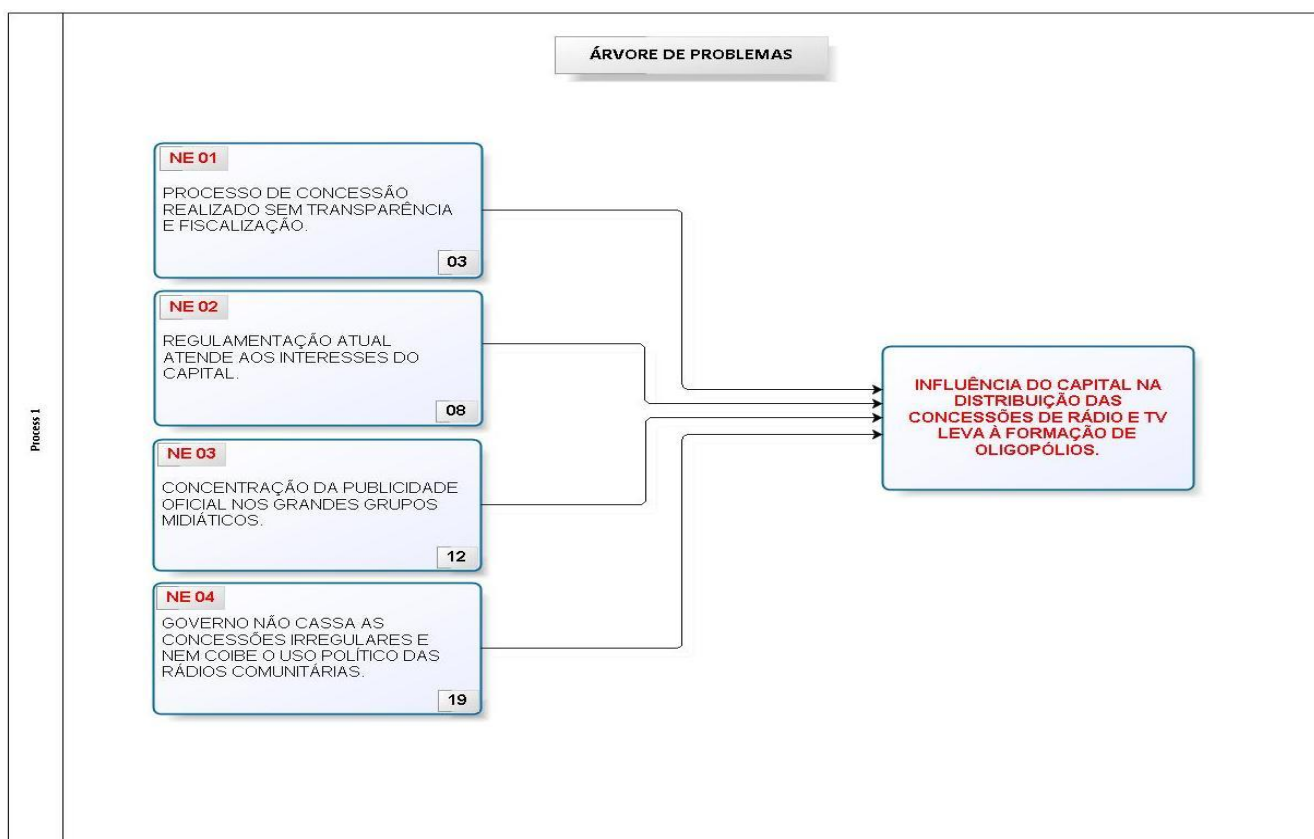 ÁRVORE DE PROBLEMAS
Process 1
NE 01
PROCESSO DE CONCESSÃO
REALIZADO SEM TRANSPARÊNCIA
E FISCALIZAÇÃO.
03
NE 02
REGULAMENTAÇÃO ATUAL
ATENDE AOS INTERESSES DO
CAPITAL.
08
NE 03
CONCENTRAÇÃO DA PUBLICIDADE
OFICIAL NOS GRANDES GRUPOS
MIDIÁTICOS.
12
NE 04
GOVERNO NÃO CASSA AS
CONCESSÕES IRREGULARES E
NEM COIBE O USO POLÍTICO DAS
RÁDIOS COMUNITÁRIAS.
19
INFLUÊNCIA DO CAPITAL NA
DISTRIBUIÇÃO DAS
CONCESSÕES DE RÁDIO E TV
LEVA À FORMAÇÃO DE
OLIGOPÓLIOS.